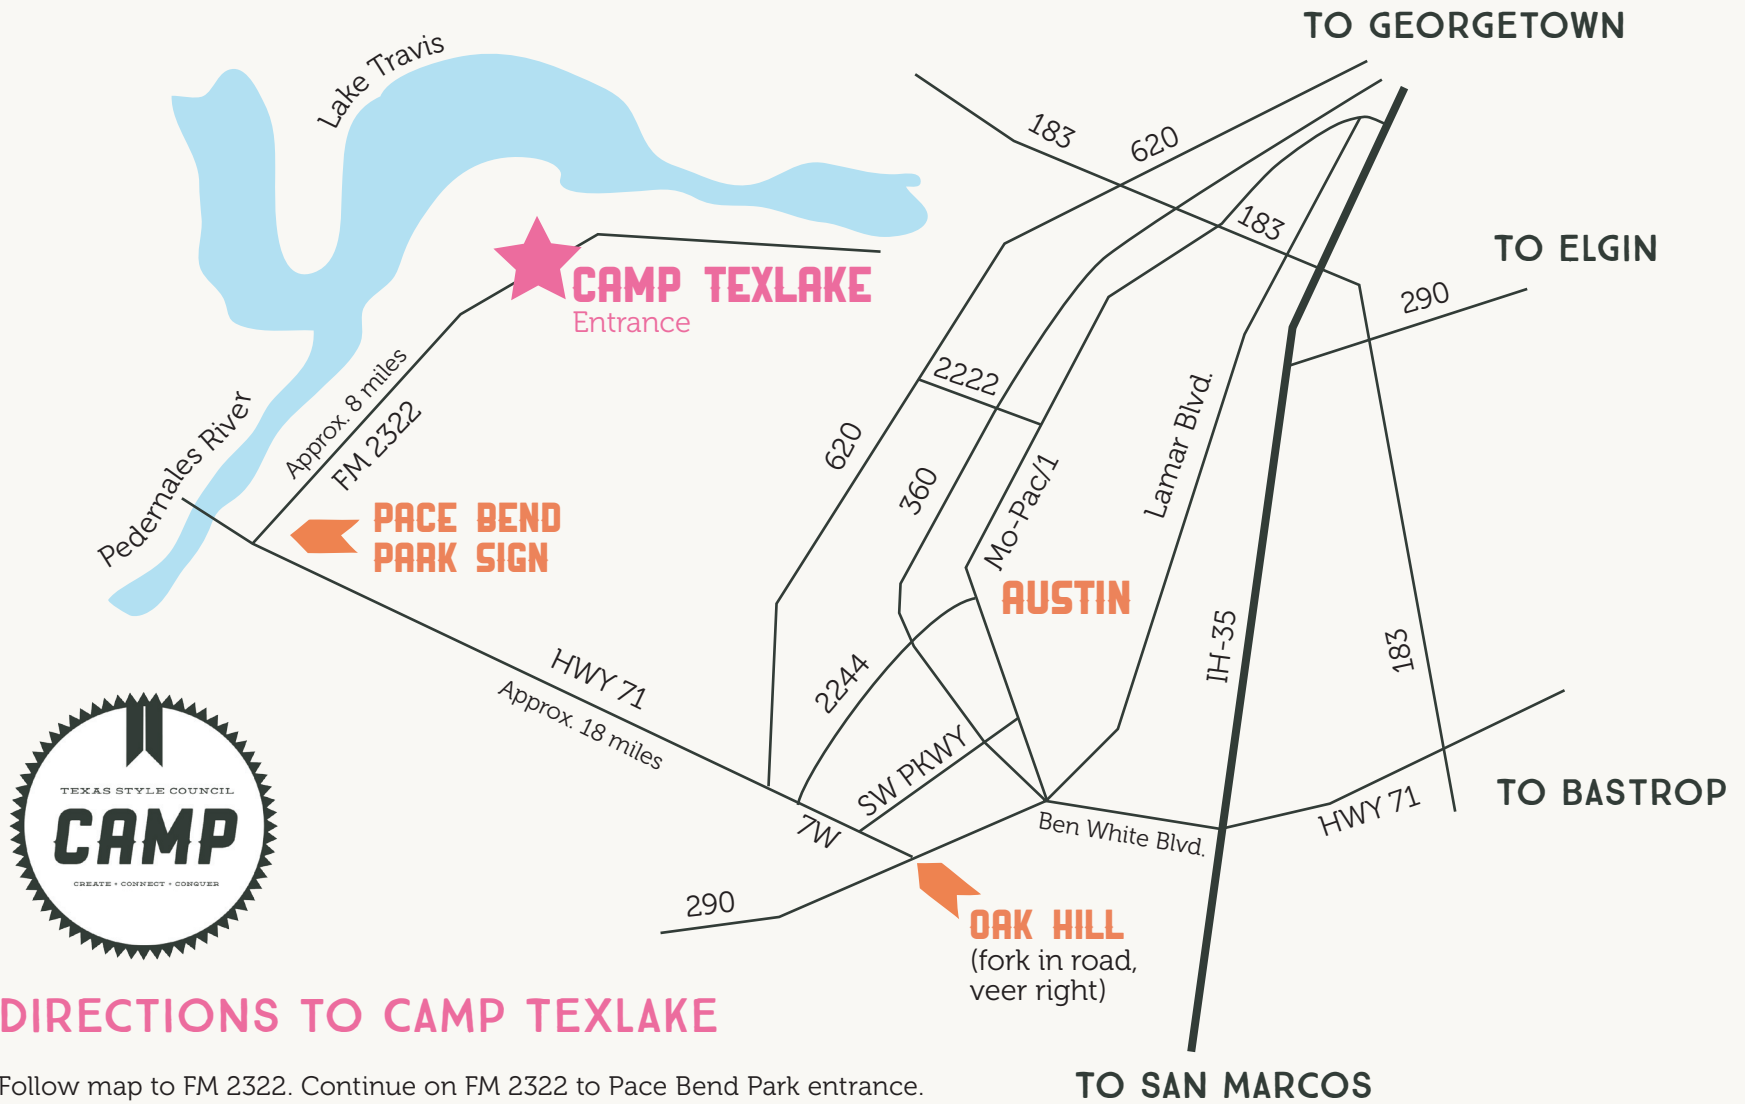 TO GEORGETOWN
Lake Travis
183
620
183
TO ELGIN
290
CAMP TEXLAKE
Entrance
2222
Approx. 8 miles
FM 2322
Pedernales River
620
360
Mo-Pac/1
Lamar Blvd.
PACE BEND
PARK SIGN
AUSTIN
IH-35
183
HWY 71
Approx. 18 miles
2244
SW PKWY
7W
Ben White Blvd.
HWY 71
TO BASTROP
TEXAS STYLE COUNCIL
CAMP
CREATE • CONNECT • CONQUER
290
OAK HILL
(fork in road,
veer right)
DIRECTIONS TO CAMP TEXLAKE
Follow map to FM 2322. Continue on FM 2322 to Pace Bend Park entrance.
TO SAN MARCOS